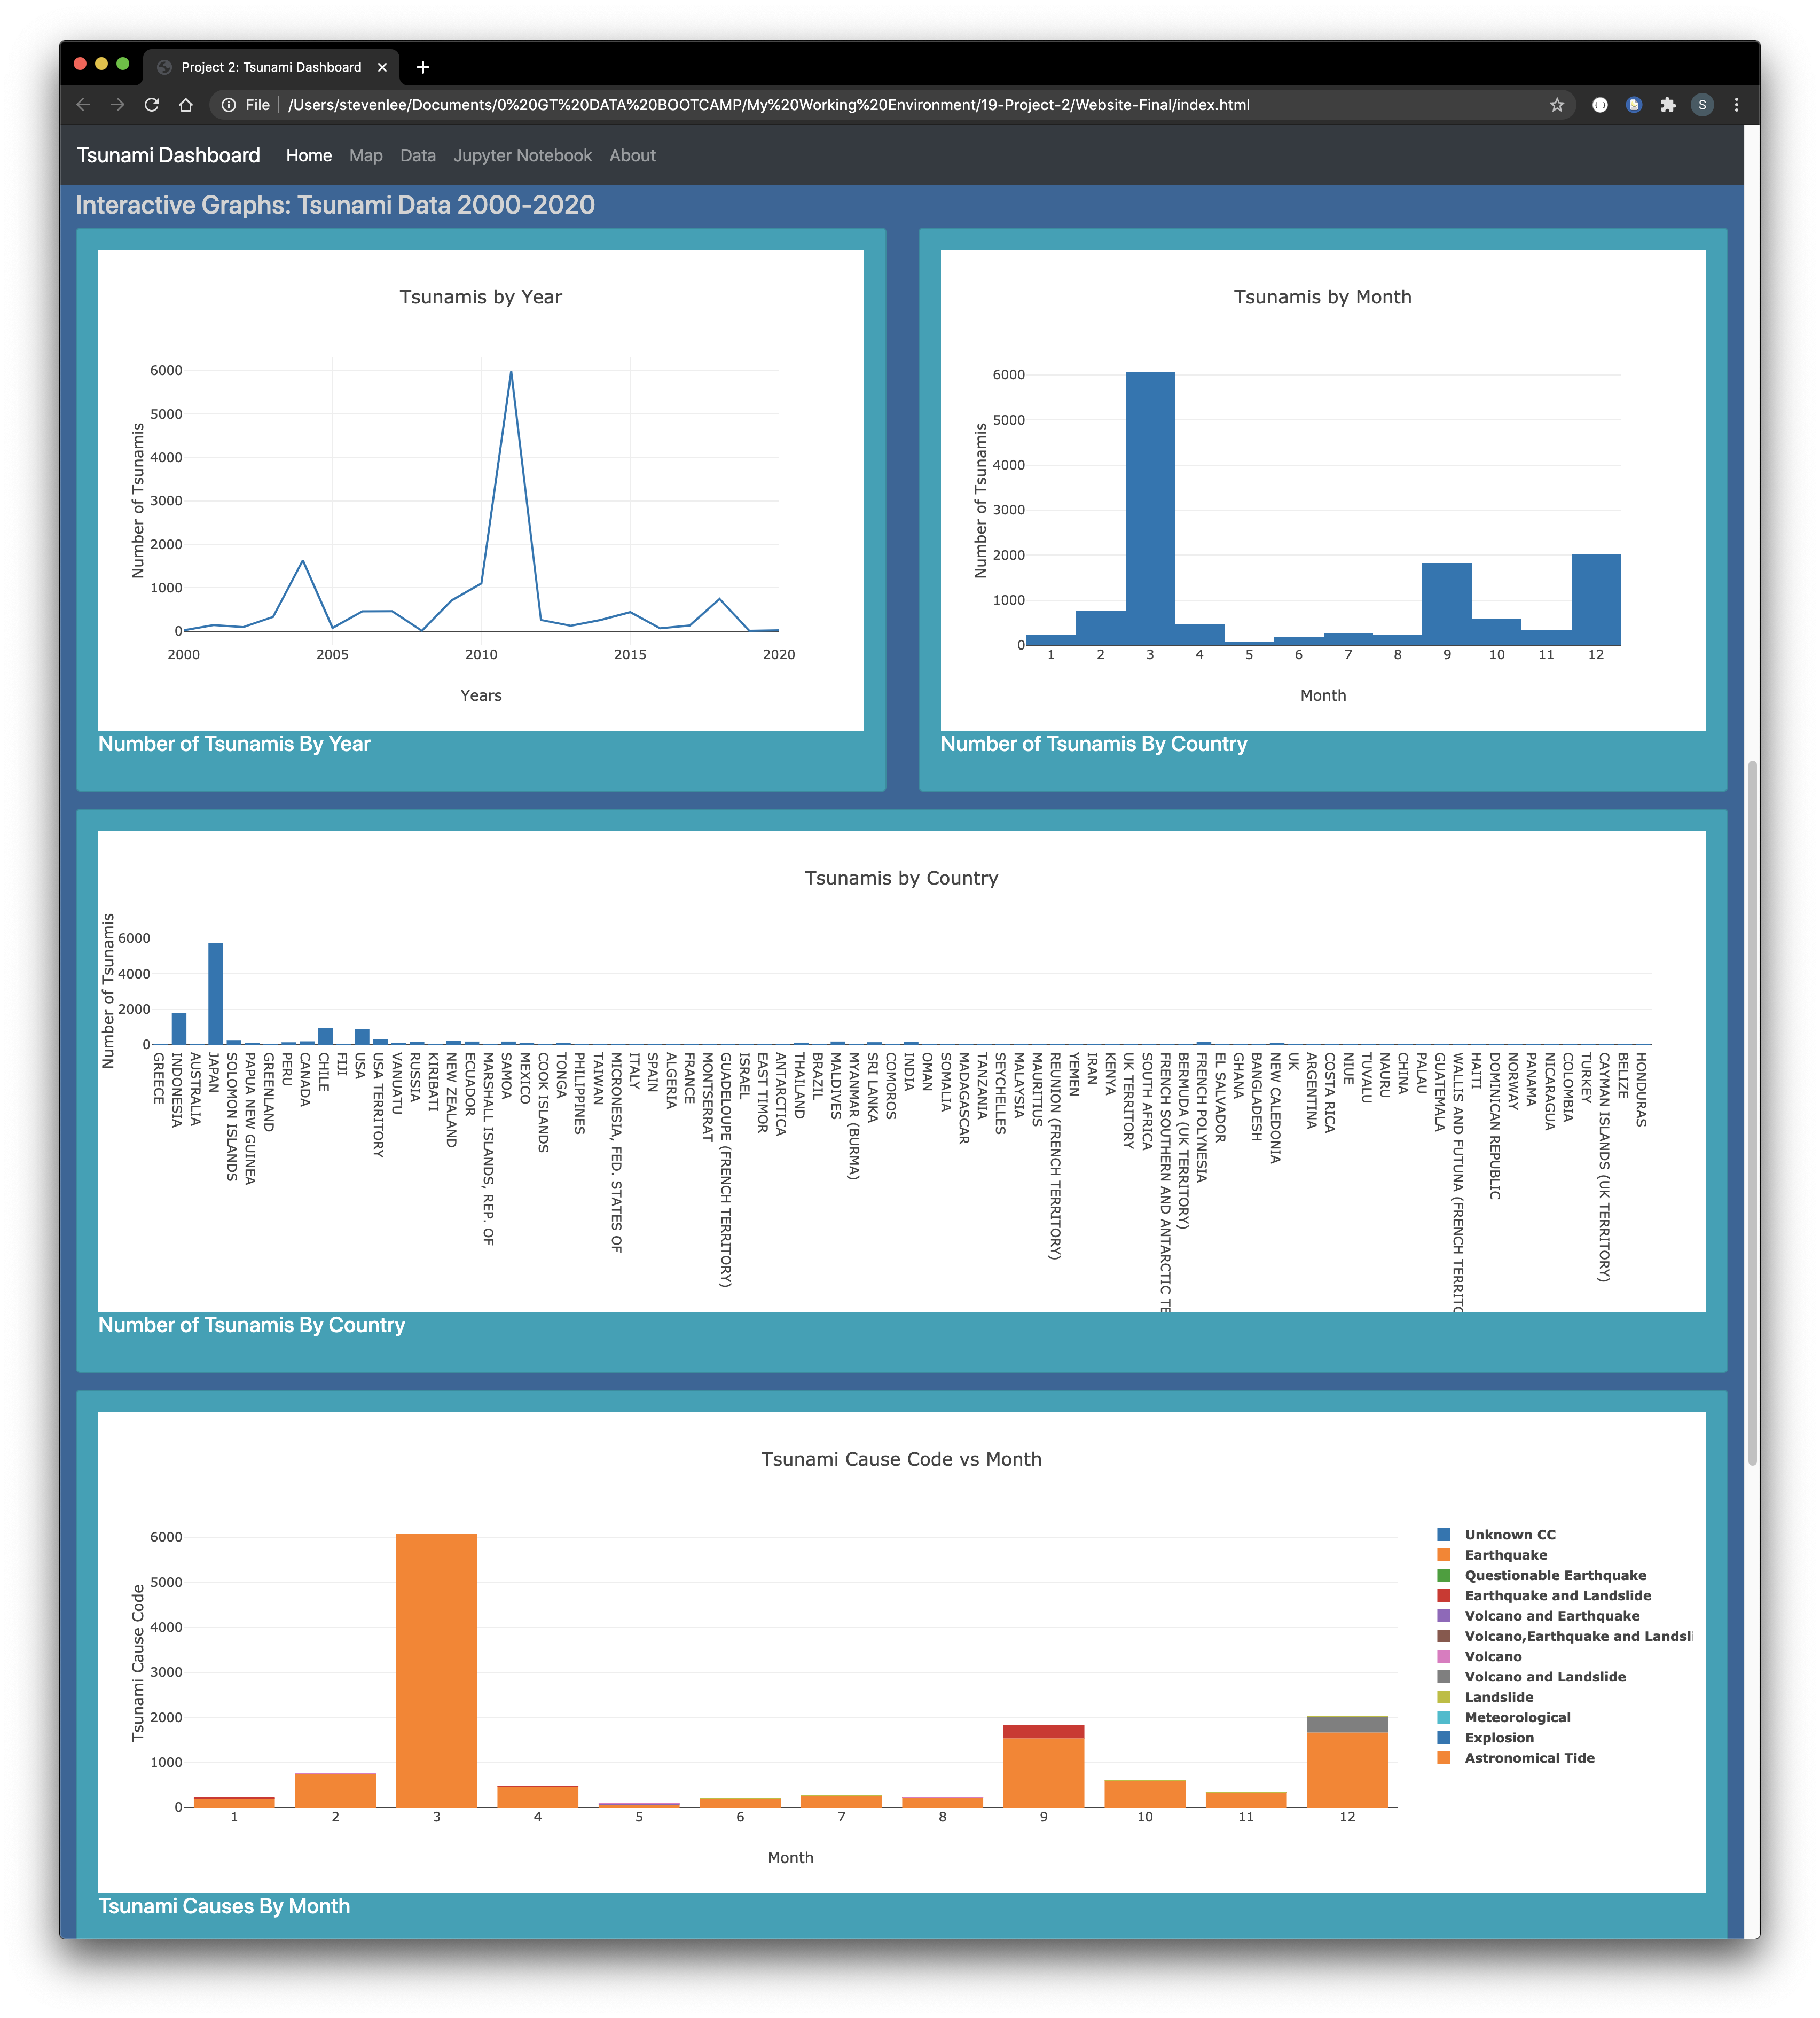 Project 2: Tsunami Dashboard
File
/Users/stevenlee/Documents/0%20GT%20DATA%20BOOTCAMP/My%20Working%20Environment/19-Project-2/Website-Final/index.html
S
Tsunami Dashboard Home Map Data Jupyter Notebook About
Interactive Graphs: Tsunami Data 2000-2020
Tsunamis by Year
Number of Tsunamis
6000
5000
4000
3000
2000
1000
0
2000 2005 2010 2015 2020
Years
Number of Tsunamis By Year
Tsunamis by Month
Number of Tsunamis
6000
5000
4000
3000
2000
1000
0
1 2 3 4 5 6 7 8 9 10 11 12
Month
Number of Tsunamis By Country
Tsunamis by Country
Number of Tsunamis
6000
4000
2000
0
GREECE
INDONESIA
AUSTRALIA
JAPAN
SOLOMON ISLANDS
PAPUA NEW GUINEA
GREENLAND
PERU
CANADA
CHILE
FIJI
USA
USA TERRITORY
VANUATU
RUSSIA
KIRIBATI
NEW ZEALAND
ECUADOR
MARSHALL ISLANDS, REP. OF
SAMOA
MEXICO
COOK ISLANDS
TONGA
PHILIPPINES
TAIWAN
MICRONESIA, FED. STATES OF
ITALY
SPAIN
ALGERIA
FRANCE
MONTSERRAT
GUADELOUPE (FRENCH TERRITORY)
ISRAEL
EAST TIMOR
ANTARCTICA
THAILAND
BRAZIL
MALDIVES
MYANMAR (BURMA)
SRI LANKA
COMOROS
INDIA
OMAN
SOMALIA
MADAGASCAR
TANZANIA
SEYCHELLES
MALAYSIA
MAURITIUS
REUNION (FRENCH TERRITORY)
YEMEN
IRAN
KENYA
UK TERRITORY
SOUTH AFRICA
FRENCH SOUTHERN AND ANTARCTIC TE
BERMUDA (UK TERRITORY)
FRENCH POLYNESIA
EL SALVADOR
GHANA
BANGLADESH
NEW CALEDONIA
UK
ARGENTINA
COSTA RICA
NIUE
TUVALU
NAURU
CHINA
PALAU
GUATEMALA
WALLIS AND FUTUNA (FRENCH TERRITO
HAITI
DOMINICAN REPUBLIC
NORWAY
PANAMA
NICARAGUA
COLOMBIA
TURKEY
CAYMAN ISLANDS (UK TERRITORY)
BELIZE
HONDURAS
Number of Tsunamis By Country
Tsunami Cause Code vs Month
Tsunami Cause Code
6000
5000
4000
3000
2000
1000
0
1 2 3 4 5 6 7 8 9 10 11 12
Month
Unknown CC
Earthquake
Questionable Earthquake
Earthquake and Landslide
Volcano and Earthquake
Volcano,Earthquake and Landsli
Volcano
Volcano and Landslide
Landslide
Meteorological
Explosion
Astronomical Tide
Tsunami Causes By Month